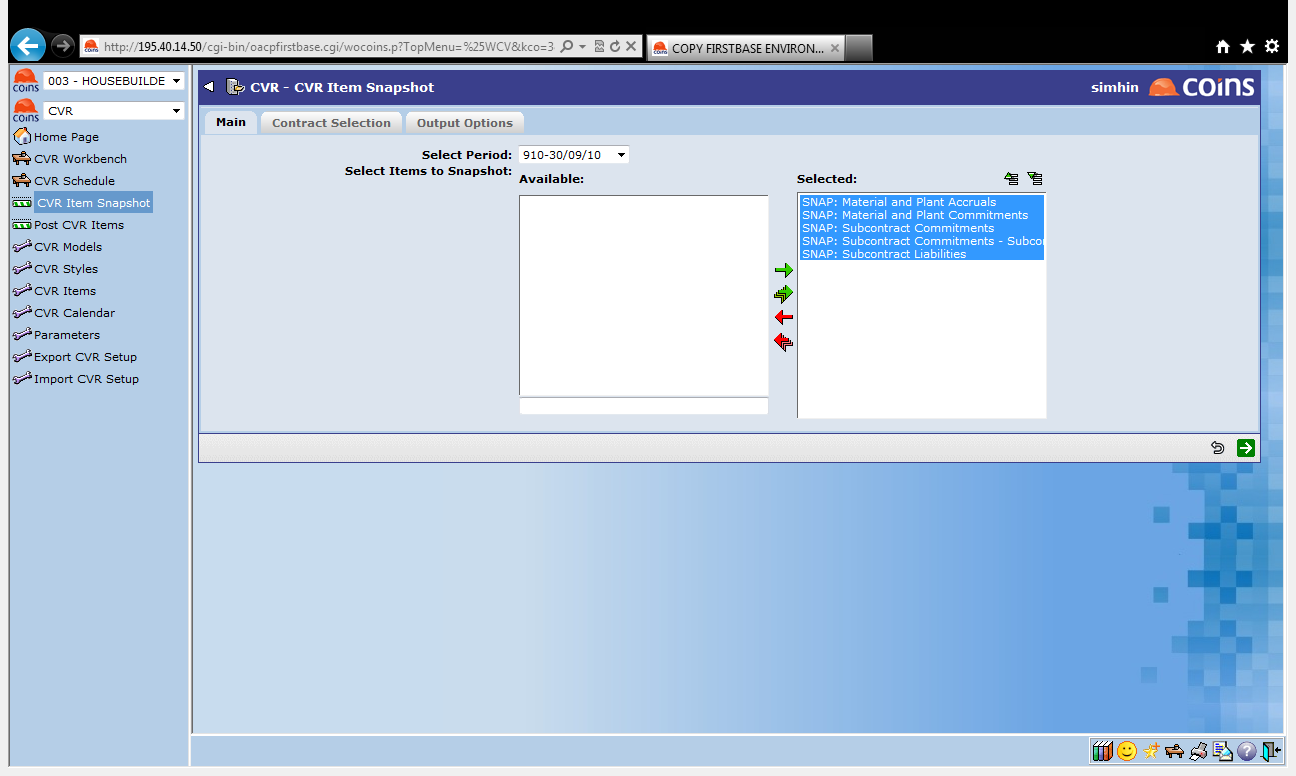 http://195.40.14.50/cgi-bin/oacpfirstbase.cgi/wocoins.p?TopMenu=%25WCV&kco=3-
COPY FIRSTBASE ENVIRON...
coins
003 - HOUSEBUILDE
coins
CVR
Home Page
CVR Workbench
CVR Schedule
CVR Item Snapshot
Post CVR Items
CVR Models
CVR Styles
CVR Items
CVR Calendar
Parameters
Export CVR Setup
Import CVR Setup
CVR - CVR Item Snapshot
simhin
coins
Main
Contract Selection
Output Options
Select Period:
910-30/09/10
Select Items to Snapshot:
Available:
Selected:
SNAP: Material and Plant Accruals
SNAP: Material and Plant Commitments
SNAP: Subcontract Commitments
SNAP: Subcontract Commitments - Subcor
SNAP: Subcontract Liabilities